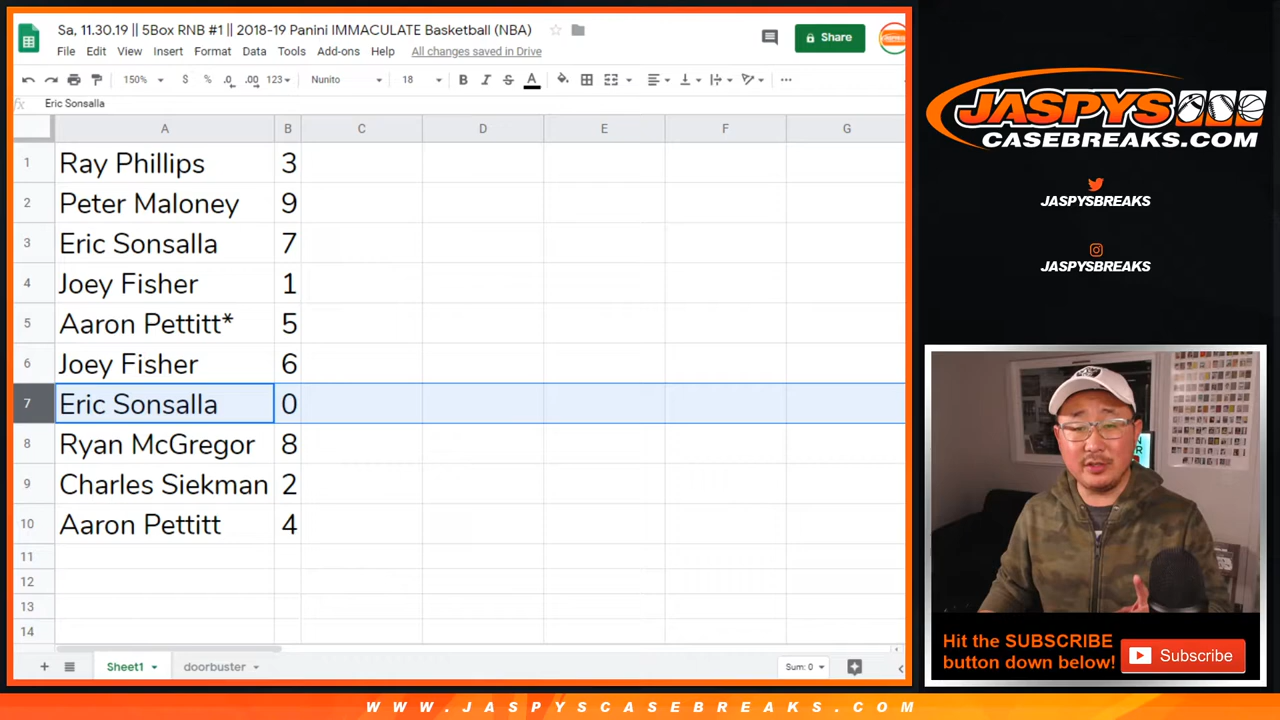 Sa, 11.30.19 || 5Box RNB #1 || 2018-19 Panini IMMACULATE Basketball (NBA)
File Edit View Insert Format Data Tools Add-ons Help All changes saved in Drive
Share
150% $ % .0 .00 123 Nunito 18 B I S A
fx Eric Sonsalla
A B C D E F G
1 Ray Phillips 3
2 Peter Maloney 9
3 Eric Sonsalla 7
4 Joey Fisher 1
5 Aaron Pettitt* 5
6 Joey Fisher 6
7 Eric Sonsalla 0
8 Ryan McGregor 8
9 Charles Siekman 2
10 Aaron Pettitt 4
11
12
13
14
Sheet1 doorbuster Sum: 0
JASPYS
CASEBREAKS.COM
JASPYSBREAKS
JASPYSBREAKS
Hit the SUBSCRIBE
button down below!
Subscribe
WWW.JASPYSCASEBREAKS.COM